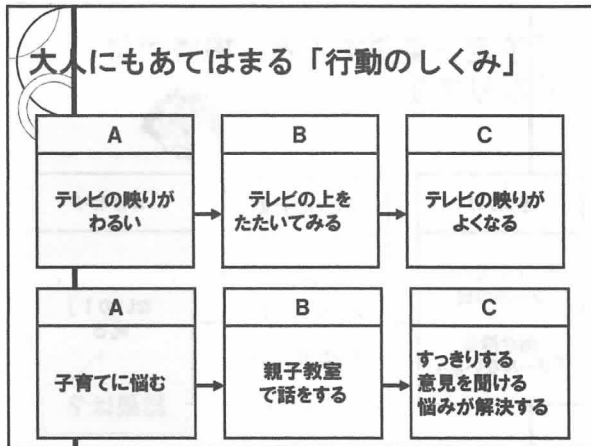 大人にもあてはまる「行動のしくみ」
A
テレビの映りが
わるい
B
テレビの上を
たたいてみる
C
テレビの映りが
よくなる
A
子育てに悩む
B
親子教室
で話をする
C
すっきりする
意見を聞ける
悩みが解決する